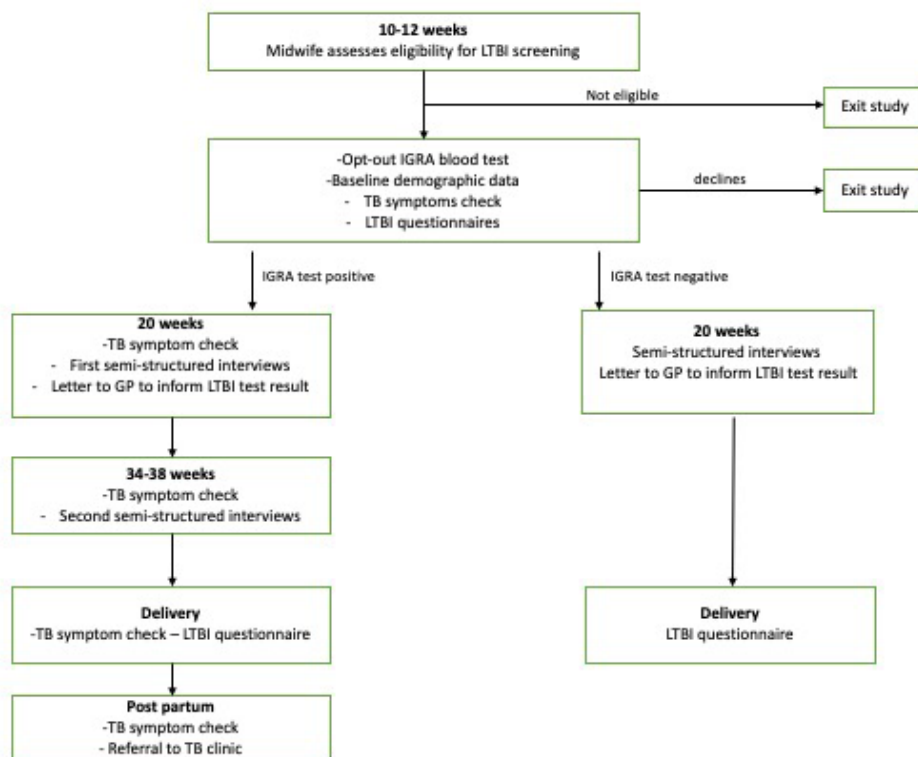 10-12 weeks
Midwife assesses eligibility for LTBI screening
Not eligible
Exit study
-Opt-out IGRA blood test
-Baseline demographic data
- TB symptoms check
- LTBI questionnaires
declines
Exit study
IGRA test positive
IGRA test negative
20 weeks
-TB symptom check
- First semi-structured interviews
- Letter to GP to inform LTBI test result
20 weeks
Semi-structured interviews
Letter to GP to inform LTBI test result
34-38 weeks
-TB symptom check
- Second semi-structured interviews
Delivery
-TB symptom check – LTBI questionnaire
Delivery
LTBI questionnaire
Post partum
-TB symptom check
- Referral to TB clinic